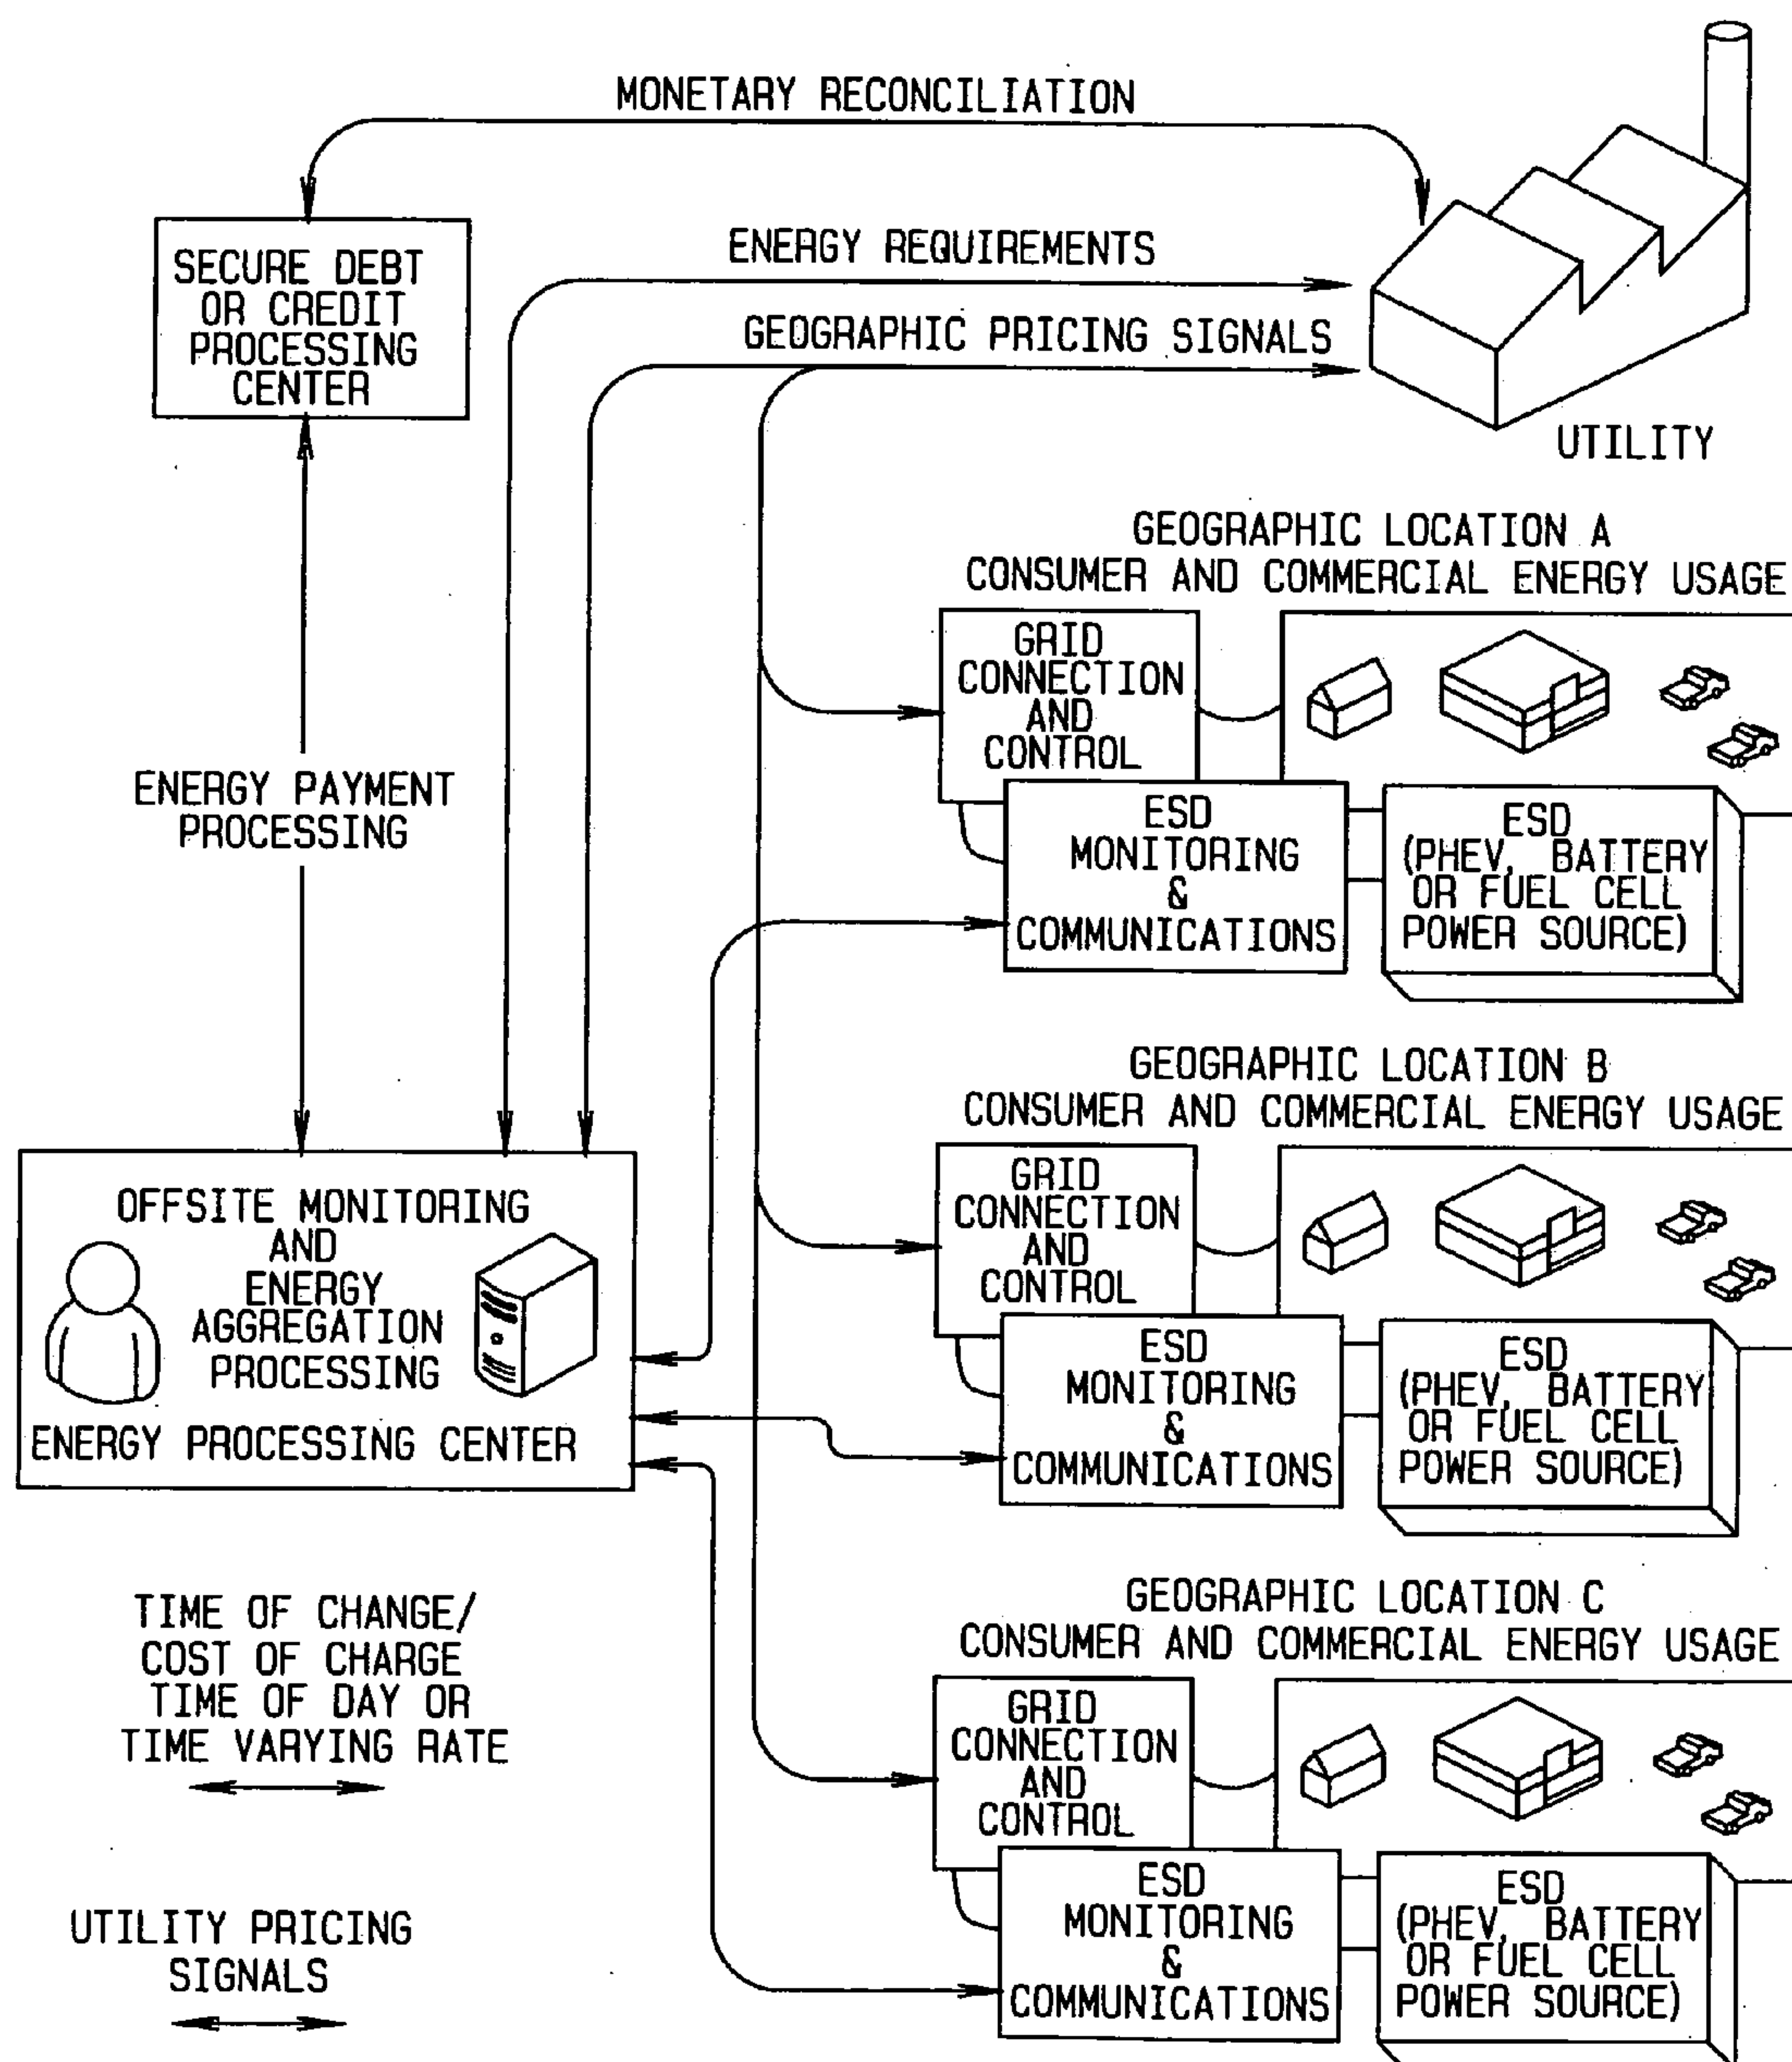 MONETARY RECONCILIATION
SECURE DEBT
OR CREDIT
PROCESSING
CENTER
ENERGY REQUIREMENTS
GEOGRAPHIC PRICING SIGNALS
UTILITY
GEOGRAPHIC LOCATION A
CONSUMER AND COMMERCIAL ENERGY USAGE
GRID
CONNECTION
AND
CONTROL
ESD
MONITORING
&
COMMUNICATIONS
ESD
(PHEV, BATTERY
OR FUEL CELL
POWER SOURCE)
ENERGY PAYMENT
PROCESSING
GEOGRAPHIC LOCATION B
CONSUMER AND COMMERCIAL ENERGY USAGE
GRID
CONNECTION
AND
CONTROL
ESD
MONITORING
&
COMMUNICATIONS
ESD
(PHEV, BATTERY
OR FUEL CELL
POWER SOURCE)
OFFSITE MONITORING
AND
ENERGY
AGGREGATION
PROCESSING
ENERGY PROCESSING CENTER
GEOGRAPHIC LOCATION C
CONSUMER AND COMMERCIAL ENERGY USAGE
GRID
CONNECTION
AND
CONTROL
ESD
MONITORING
&
COMMUNICATIONS
ESD
(PHEV, BATTERY
OR FUEL CELL
POWER SOURCE)
TIME OF CHANGE/
COST OF CHARGE
TIME OF DAY OR
TIME VARYING RATE
UTILITY PRICING
SIGNALS